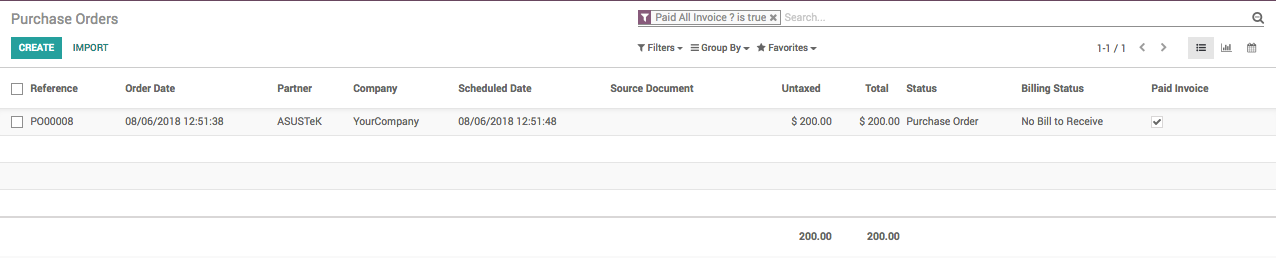 Purchase Orders
Paid All Invoice ? is true × Search...
CREATE IMPORT Filters Group By Favorites 1-1 / 1
Reference Order Date Partner Company Scheduled Date Source Document Untaxed Total Status Billing Status Paid Invoice
PO00008 08/06/2018 12:51:38 ASUSTeK YourCompany 08/06/2018 12:51:48 $ 200.00 $ 200.00 Purchase Order No Bill to Receive
200.00 200.00